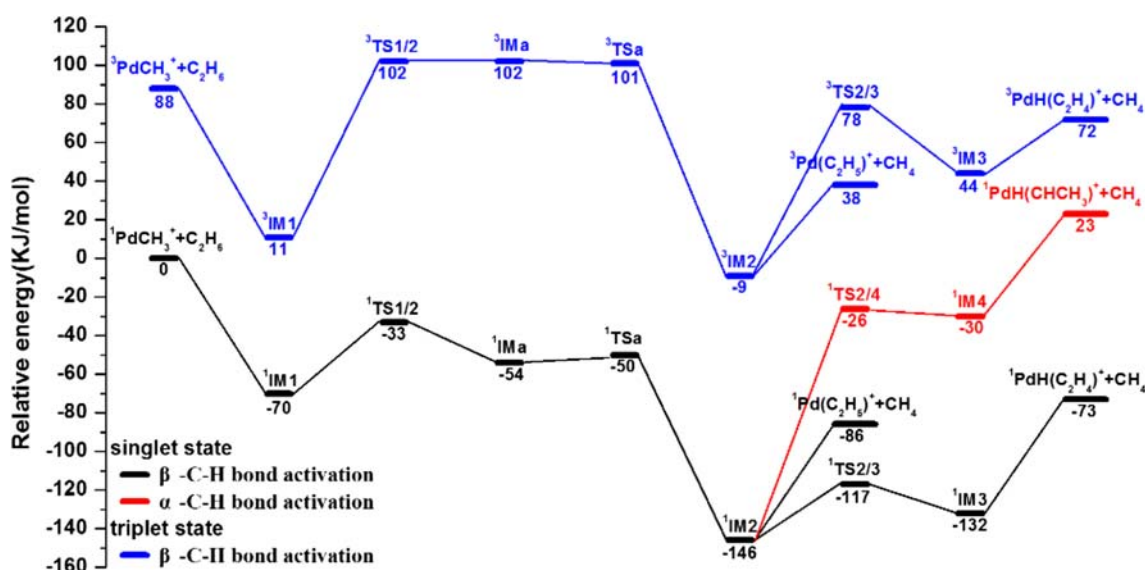 120
100
80
60
40
20
0
-20
-40
-60
-80
-100
-120
-140
-160
Relative energy(KJ/mol)
³PdCH₃⁺+C₂H₆
88
³IM1
11
³TS1/2
102
³IMa
102
³TSa
101
³IM2
-9
³TS2/3
78
³Pd(C₂H₅)⁺+CH₄
38
³IM3
44
³PdH(C₂H₄)⁺+CH₄
72
¹PdH(CHCH₃)⁺+CH₄
23
¹PdCH₃⁺+C₂H₆
0
¹IM1
-70
¹TS1/2
-33
¹IMa
-54
¹TSa
-50
¹IM2
-146
¹TS2/4
-26
¹IM4
-30
¹Pd(C₂H₅)⁺+CH₄
-86
¹TS2/3
-117
¹IM3
-132
¹PdH(C₂H₄)⁺+CH₄
-73
singlet state
β -C-H bond activation
α -C-H bond activation
triplet state
β -C-H bond activation